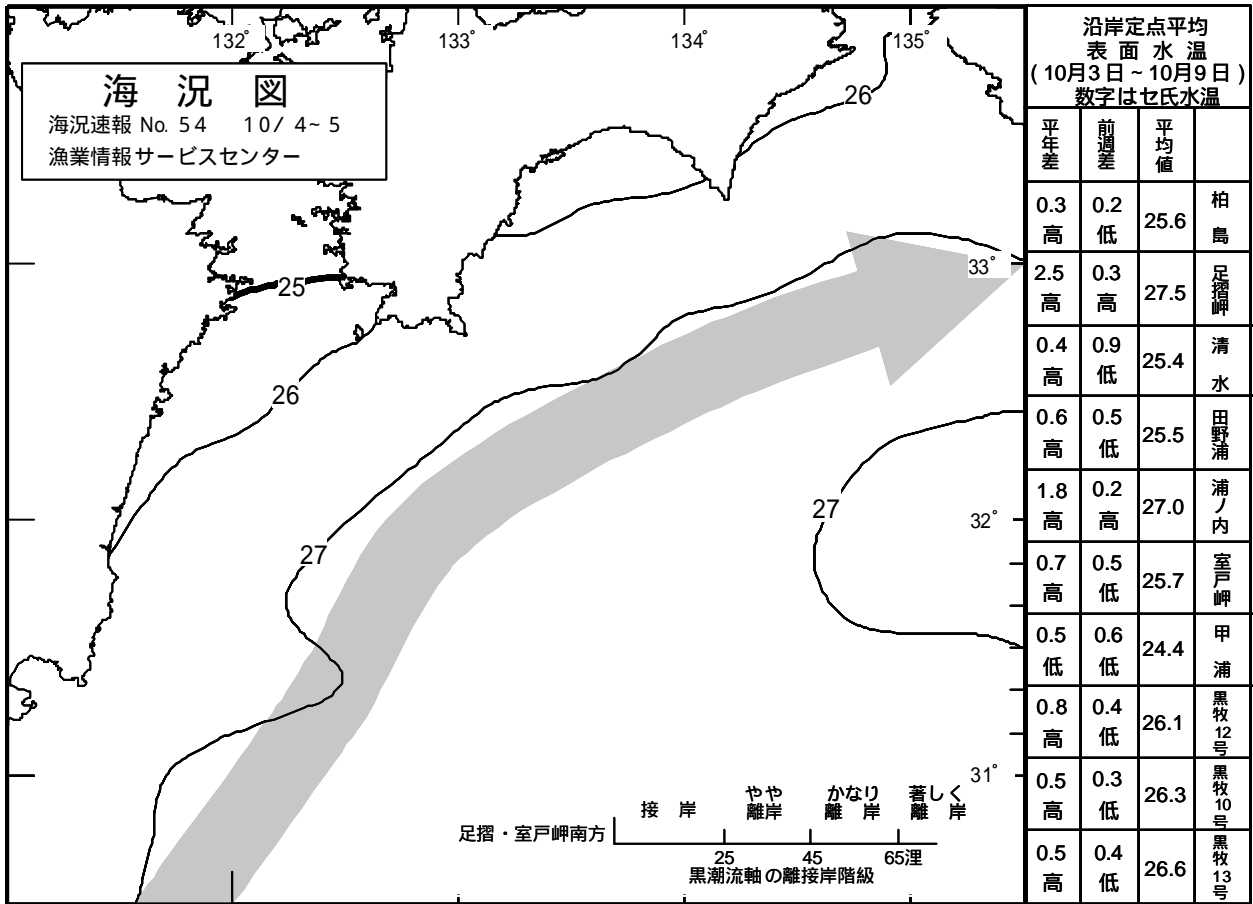 132° 133° 134° 135°
海況図
海況速報 No. 54 10/ 4~ 5
漁業情報サービスセンター
26
25
33°
26
27
32°
27
31°
接岸 やや離岸 かなり離岸 著しく離岸
足摺・室戸岬南方
25 45 65浬
黒潮流軸の離接岸階級
沿岸定点平均
表面水温
( 10月3日 ~ 10月9日 )
数字はセ氏水温
平年差 前週差 平均値
0.3高 0.2低 25.6 柏島
2.5高 0.3高 27.5 足摺岬
0.4高 0.9低 25.4 清水
0.6高 0.5低 25.5 田野浦
1.8高 0.2高 27.0 浦ノ内
0.7高 0.5低 25.7 室戸岬
0.5低 0.6低 24.4 甲浦
0.8高 0.4低 26.1 黒牧12号
0.5高 0.3低 26.3 黒牧10号
0.5高 0.4低 26.6 黒牧13号